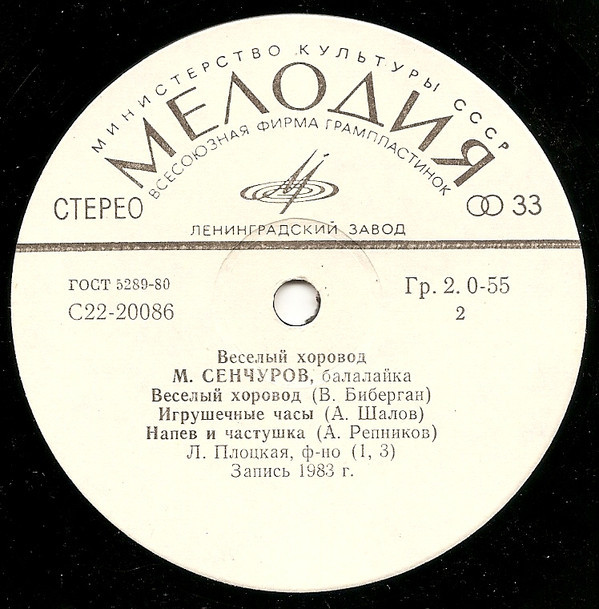 МИНИСТЕРСТВО КУЛЬТУРЫ СССР
МЕЛОДИЯ
ВСЕСОЮЗНАЯ ФИРМА ГРАМПЛАСТИНОК
СТЕРЕО
33
ЛЕНИНГРАДСКИЙ ЗАВОД
ГОСТ 5289-80
Гр. 2. 0-55
С22-20086
2
Веселый хоровод
М. СЕНЧУРОВ, балалайка
Веселый хоровод (В. Биберган)
Игрушечные часы (А. Шалов)
Напев и частушка (А. Репников)
Л. Плоцкая, ф-но (1, 3)
Запись 1983 г.